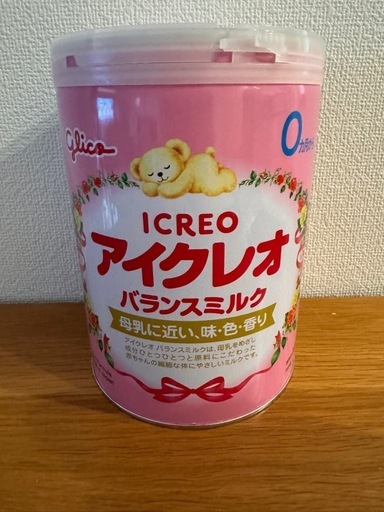 Glico
0ヵ月から
ICREO
アイクレオ
バランスミルク
母乳に近い、味・色・香り
アイクレオ バランスミルクは、母乳をめざし
成分ひとつひとつと原料にこだわった
赤ちゃんの繊細な体にやさしいミルクです。